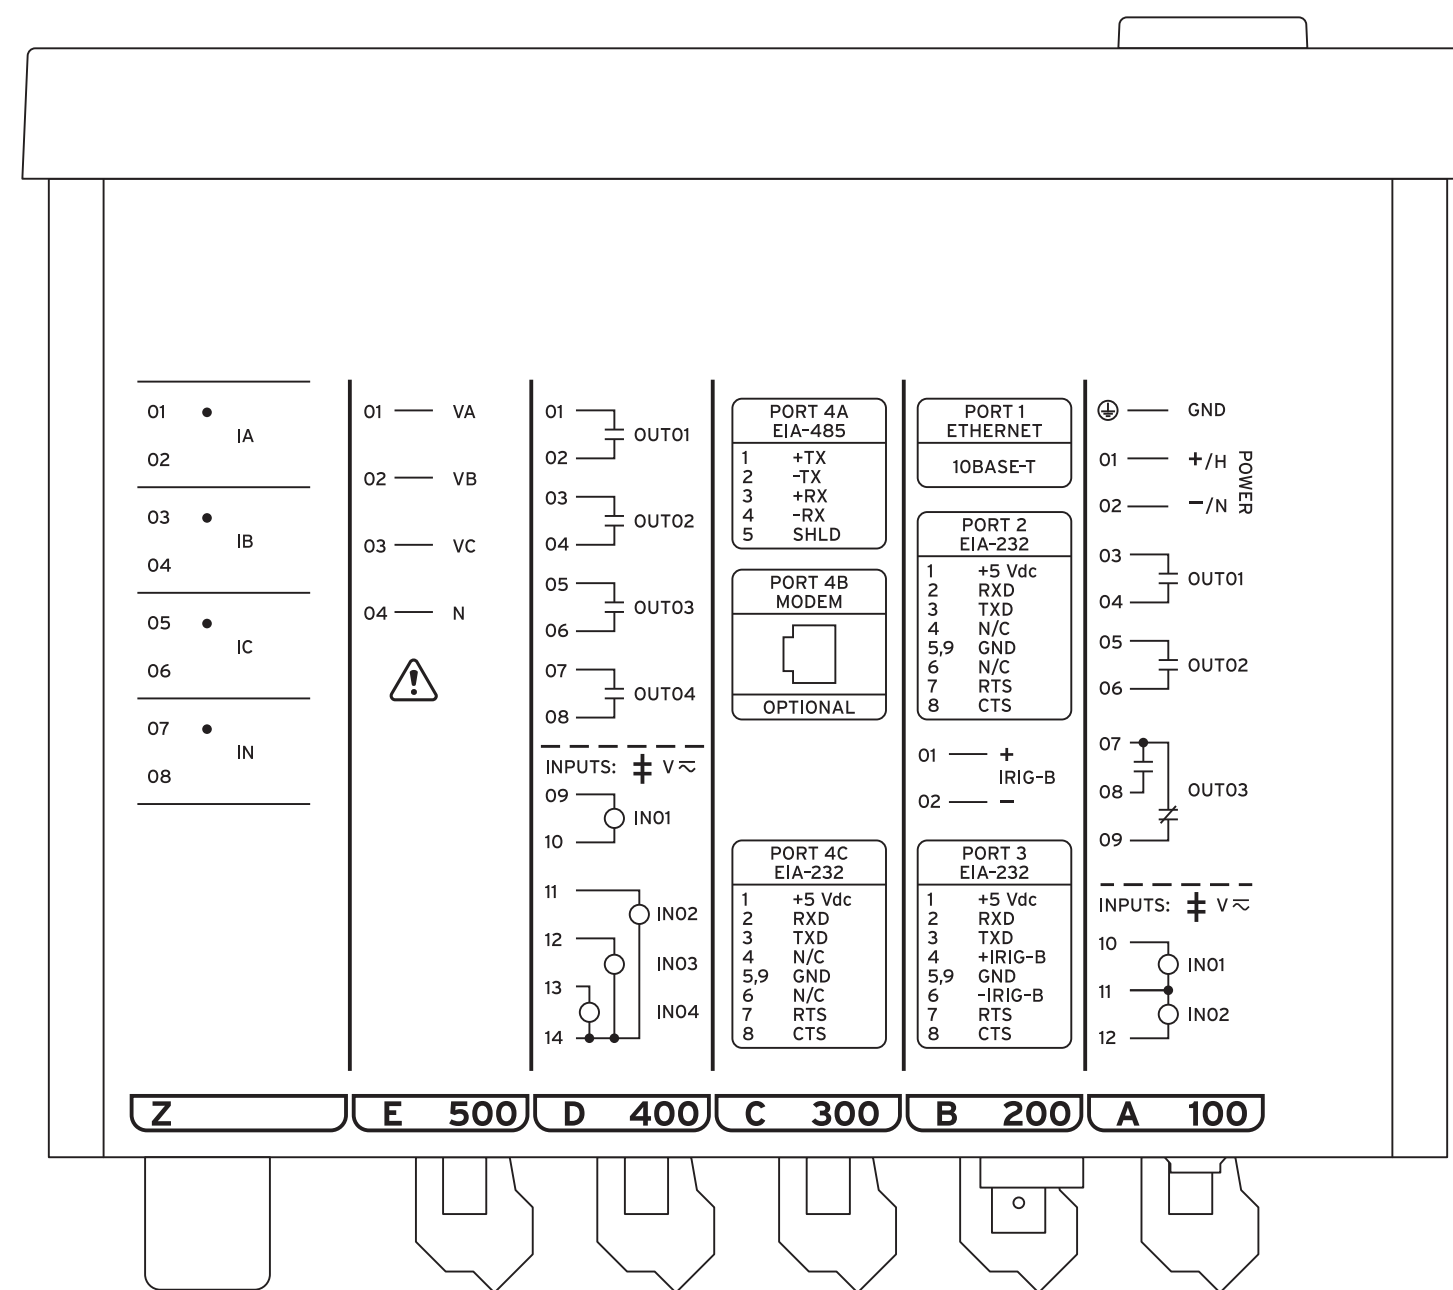 01
IA
02
03
IB
04
05
IC
06
07
IN
08
Z
01 VA
02 VB
03 VC
04 N
!
E 500
01
OUT01
02
03
OUT02
04
05
OUT03
06
07
OUT04
08
INPUTS: V
09
IN01
10
11
IN02
12
IN03
13
IN04
14
D 400
PORT 4A
EIA-485
1 +TX
2 -TX
3 +RX
4 -RX
5 SHLD
PORT 4B
MODEM
OPTIONAL
PORT 4C
EIA-232
1 +5 Vdc
2 RXD
3 TXD
4 N/C
5,9 GND
6 N/C
7 RTS
8 CTS
C 300
PORT 1
ETHERNET
10BASE-T
PORT 2
EIA-232
1 +5 Vdc
2 RXD
3 TXD
4 N/C
5,9 GND
6 N/C
7 RTS
8 CTS
01 +
IRIG-B
02 −
PORT 3
EIA-232
1 +5 Vdc
2 RXD
3 TXD
4 +IRIG-B
5,9 GND
6 -IRIG-B
7 RTS
8 CTS
B 200
GND
01 +/H
02 −/N
POWER
03
OUT01
04
05
OUT02
06
07
08 OUT03
09
INPUTS: V
10
IN01
11
IN02
12
A 100